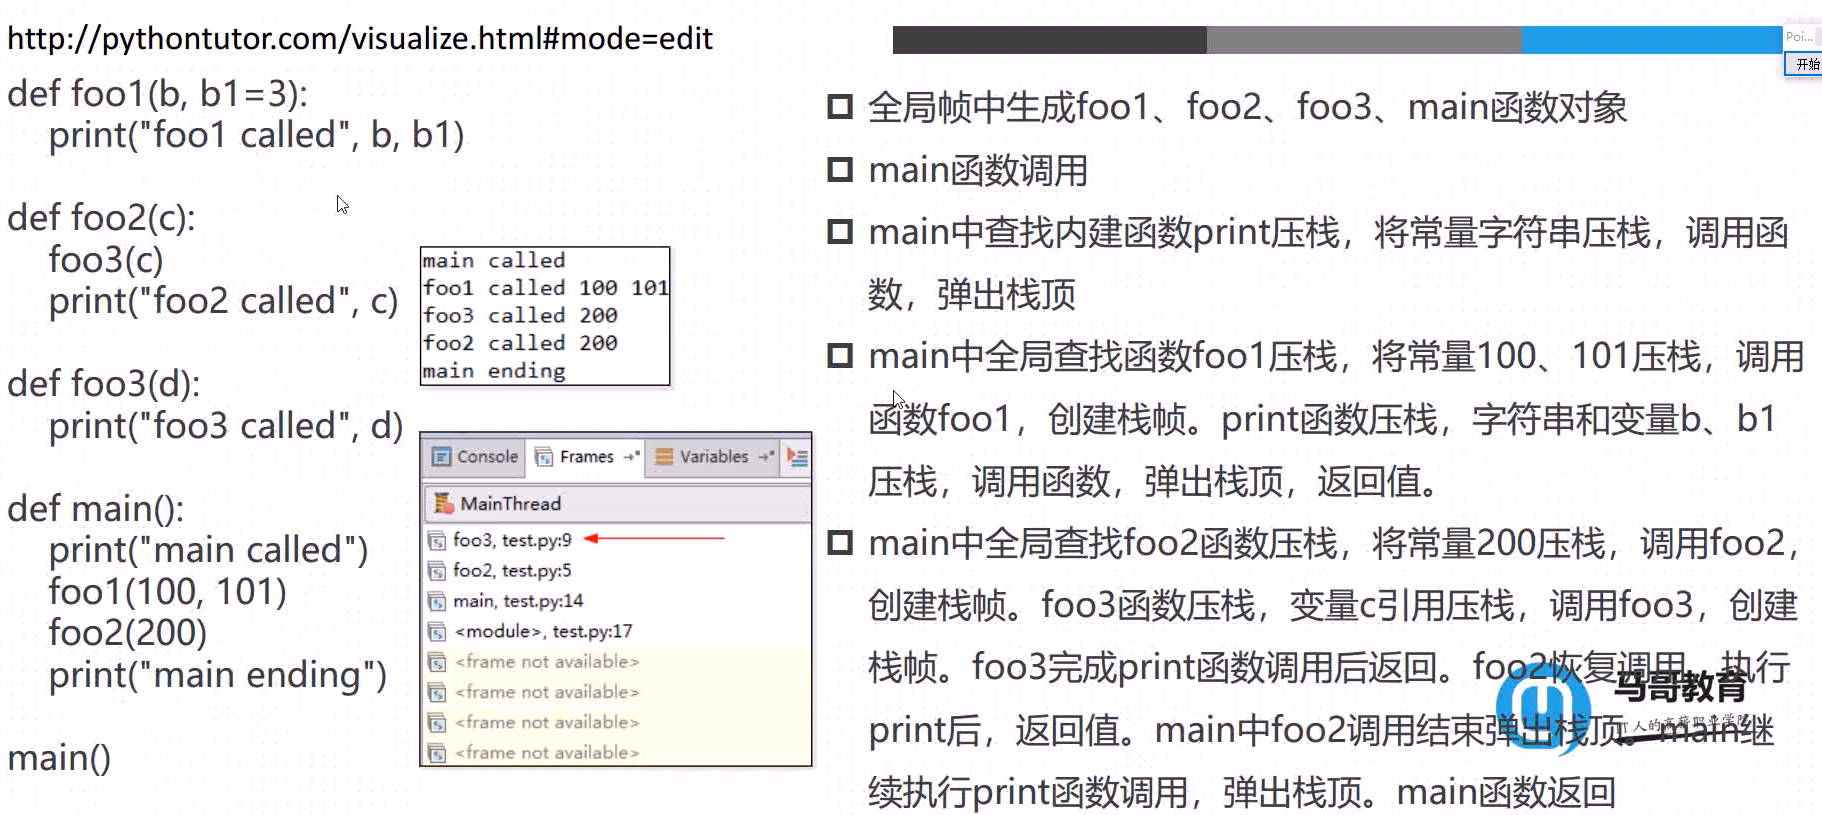 http://pythontutor.com/visualize.html#mode=edit
def foo1(b, b1=3):
print("foo1 called", b, b1)
def foo2(c):
foo3(c)
print("foo2 called", c)
def foo3(d):
print("foo3 called", d)
def main():
print("main called")
foo1(100, 101)
foo2(200)
print("main ending")
main()
main called
foo1 called 100 101
foo3 called 200
foo2 called 200
main ending
Console
Frames
Variables
MainThread
foo3, test.py:9
foo2, test.py:5
main, test.py:14
<module>, test.py:17
<frame not available>
<frame not available>
<frame not available>
<frame not available>
Poi...
开始
全局帧中生成foo1、foo2、foo3、main函数对象
main函数调用
main中查找内建函数print压栈，将常量字符串压栈，调用函
数，弹出栈顶
main中全局查找函数foo1压栈，将常量100、101压栈，调用
函数foo1，创建栈帧。print函数压栈，字符串和变量b、b1
压栈，调用函数，弹出栈顶，返回值。
main中全局查找foo2函数压栈，将常量200压栈，调用foo2，
创建栈帧。foo3函数压栈，变量c引用压栈，调用foo3，创建
栈帧。foo3完成print函数调用后返回。foo2恢复调用，执行
print后，返回值。main中foo2调用结束弹出栈顶。main继
续执行print函数调用，弹出栈顶。main函数返回
马哥教育
IT人的高薪职业学院